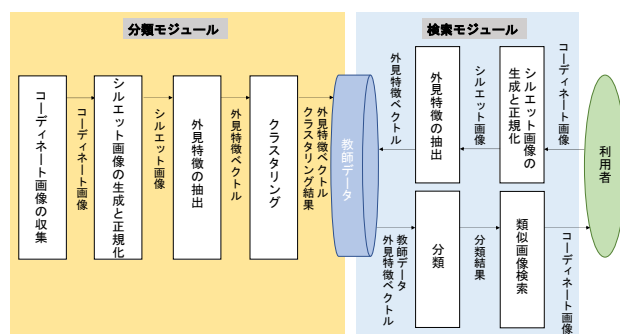 分類モジュール
コーディネート画像の収集
コーディネート画像
シルエット画像の生成と正規化
シルエット画像
外見特徴の抽出
外見特徴ベクトル
クラスタリング
外見特徴ベクトル
クラスタリング結果
教師データ
検索モジュール
コーディネート画像
シルエット画像の
生成と正規化
シルエット画像
外見特徴の抽出
外見特徴ベクトル
教師データ
外見特徴ベクトル
分類
分類結果
類似画像検索
コーディネート画像
利用者